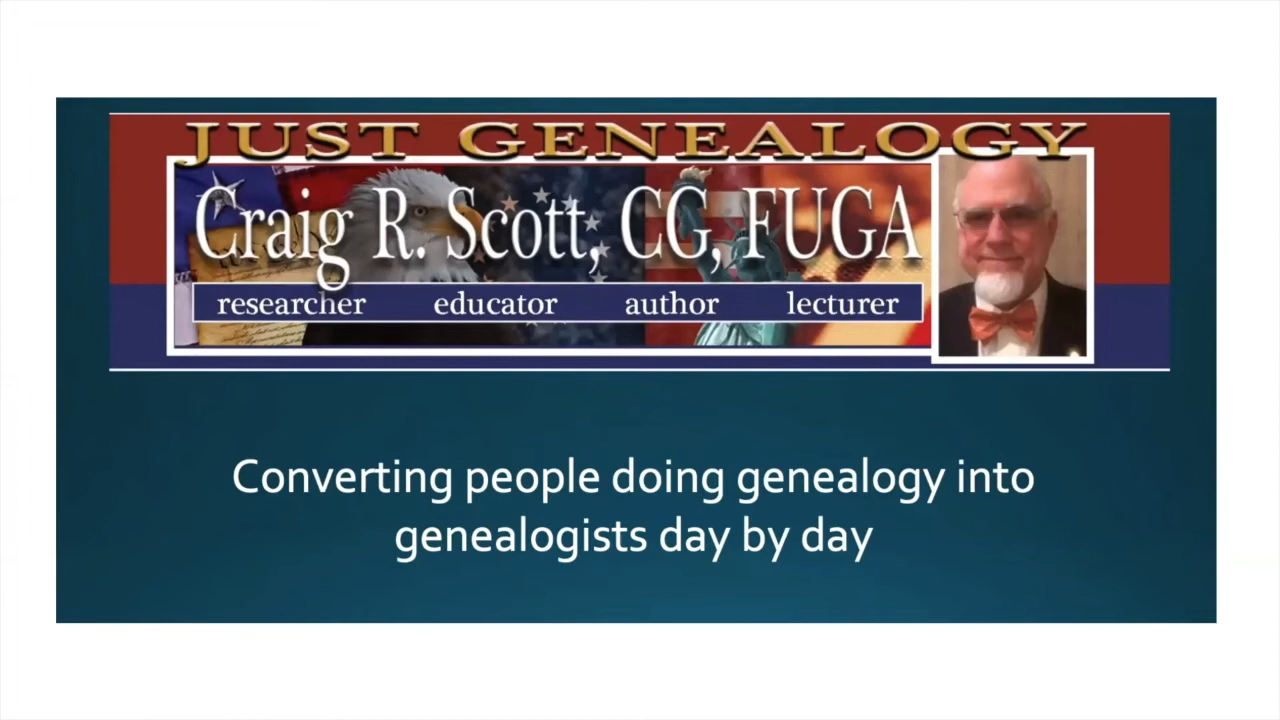 JUST GENEALOGY
Craig R. Scott, CG, FUGA
researcher educator author lecturer
Converting people doing genealogy into
genealogists day by day